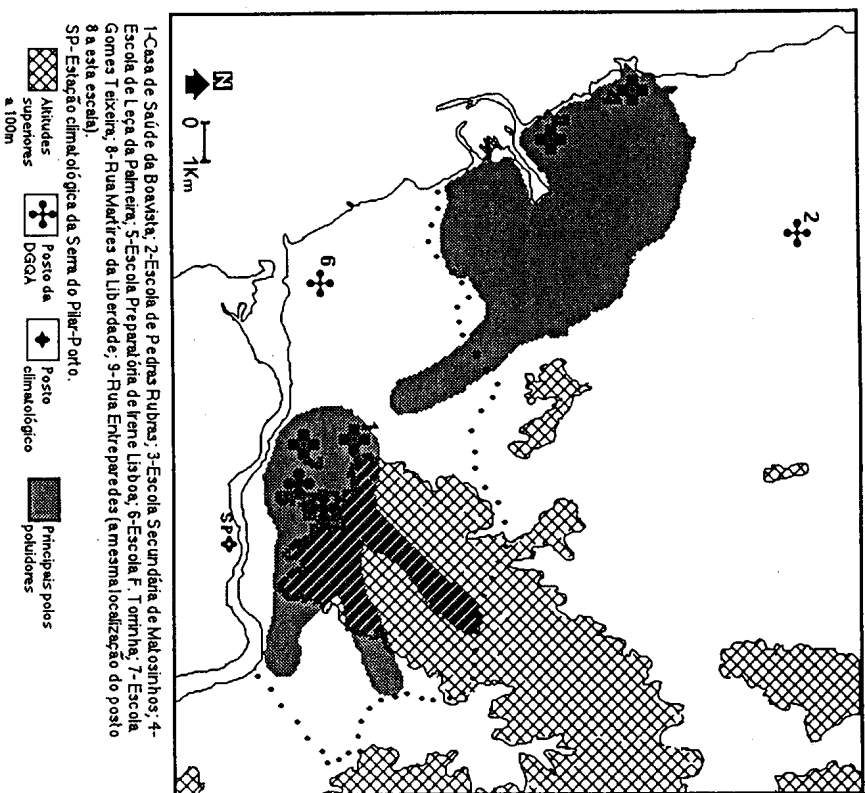 2
6
1
SP
N
0 1Km
1-Casa de Saúde da Boavista; 2-Escola de Pedras Rubras; 3-Escola Secundária de Matosinhos; 4-
Escola de Leça da Palmeira; 5-Escola Preparatória de Irene Lisboa; 6-Escola F. Torrinha; 7- Escola
Gomes Teixeira; 8-Rua Martires da Liberdade; 9-Rua Entreparedes (a mesma localização do posto
8 a esta escala).
SP- Estação climatológica da Serra do Pilar-Porto.
Altitudes
superiores
a 100m
Posto da
DGQA
Posto
climatológico
Principais polos
poluidores